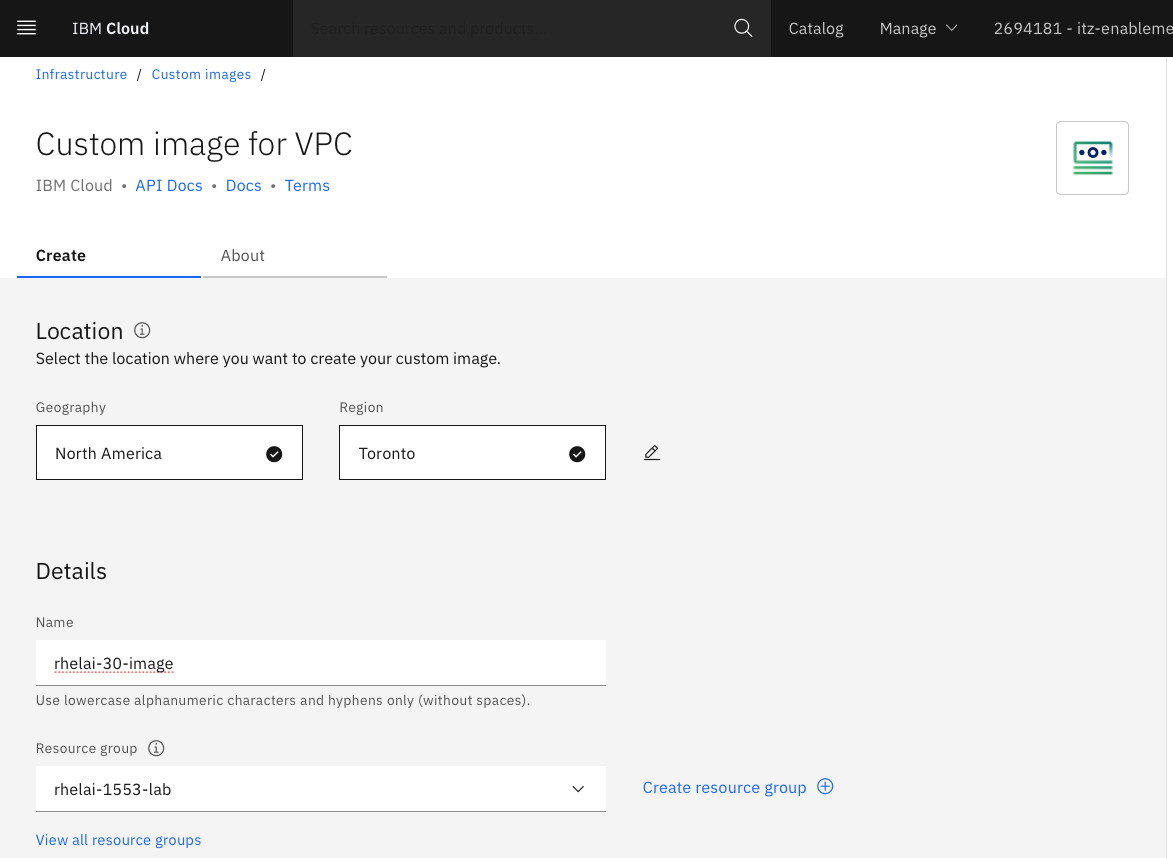 IBM Cloud
Search resources and products...
Catalog
Manage
2694181 - itz-enableme
Infrastructure / Custom images /
Custom image for VPC
IBM Cloud • API Docs • Docs • Terms
Create
About
Location
Select the location where you want to create your custom image.
Geography
Region
North America
Toronto
Details
Name
rhelai-30-image
Use lowercase alphanumeric characters and hyphens only (without spaces).
Resource group
rhelai-1553-lab
Create resource group
View all resource groups